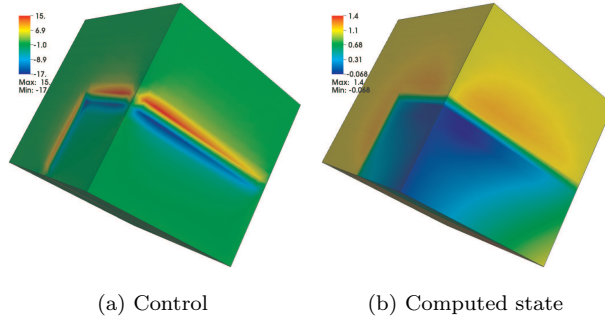 15.
6.9
-1.0
-8.9
-17.
Max: 15.
Min: -17.
1.4
1.1
0.68
0.31
-0.068
Max: 1.4
Min: -0.068
(a) Control
(b) Computed state